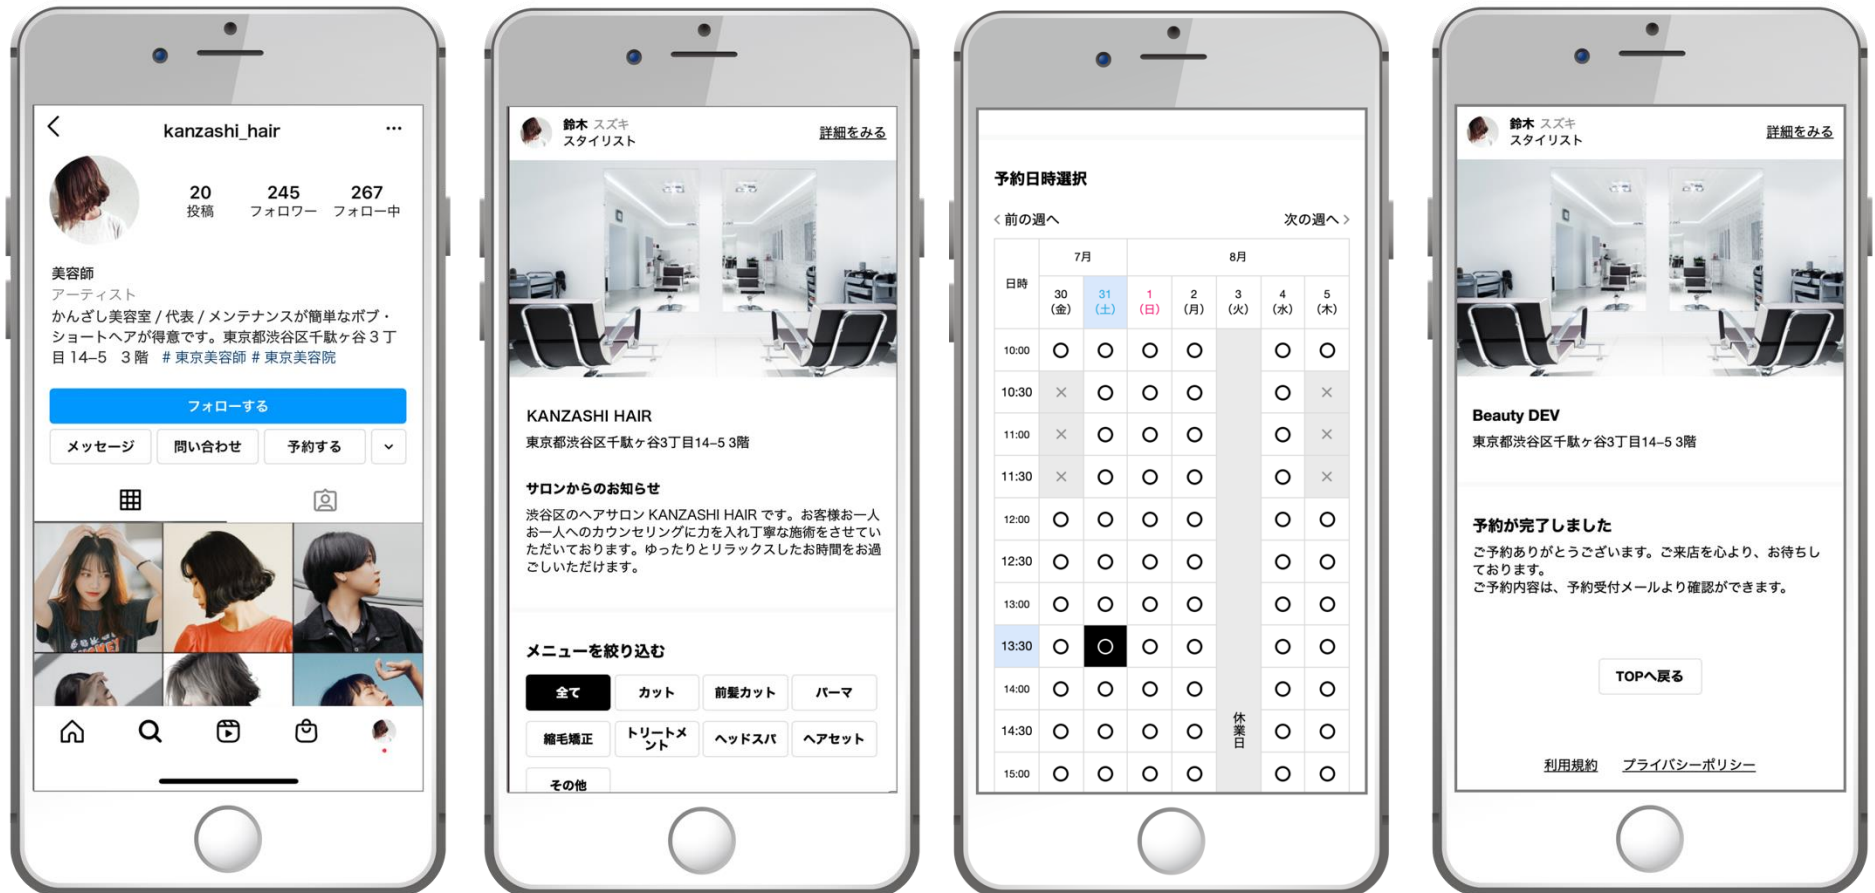 kanzashi_hair
20 245 267
投稿 フォロワー フォロー中
美容師
アーティスト
かんざし美容室 / 代表 / メンテナンスが簡単なボブ・
ショートヘアが得意です。東京都渋谷区千駄ヶ谷３丁
目 14–5　３階　# 東京美容師 # 東京美容院
フォローする
メッセージ 問い合わせ 予約する
鈴木 スズキ
スタイリスト
詳細をみる
KANZASHI HAIR
東京都渋谷区千駄ヶ谷3丁目14–5 3階
サロンからのお知らせ
渋谷区のヘアサロン KANZASHI HAIR です。お客様お一人
お一人へのカウンセリングに力を入れ丁寧な施術をさせてい
ただいております。ゆったりとリラックスしたお時間をお過
ごしいただけます。
メニューを絞り込む
全て カット 前髪カット パーマ
縮毛矯正 トリートメ
ント ヘッドスパ ヘアセット
その他
予約日時選択
前の週へ 次の週へ
日時 7月 8月
30 31 1 2 3 4 5
(金) (土) (日) (月) (火) (水) (木)
10:00 〇 〇 〇 〇 〇 〇
10:30 × 〇 〇 〇 〇 ×
11:00 × 〇 〇 〇 〇 ×
11:30 × 〇 〇 〇 〇 ×
12:00 〇 〇 〇 〇 〇 〇
12:30 〇 〇 〇 〇 〇 〇
13:00 〇 〇 〇 〇 〇 〇
13:30 〇 〇 〇 〇 〇 〇
14:00 〇 〇 〇 〇 〇 〇
14:30 〇 〇 〇 〇 〇 〇
15:00 〇 〇 〇 〇 〇 〇
休業日
鈴木 スズキ
スタイリスト
詳細をみる
Beauty DEV
東京都渋谷区千駄ヶ谷3丁目14–5 3階
予約が完了しました
ご予約ありがとうございます。ご来店を心より、お待ちし
ております。
ご予約内容は、予約受付メールより確認ができます。
TOPへ戻る
利用規約 プライバシーポリシー